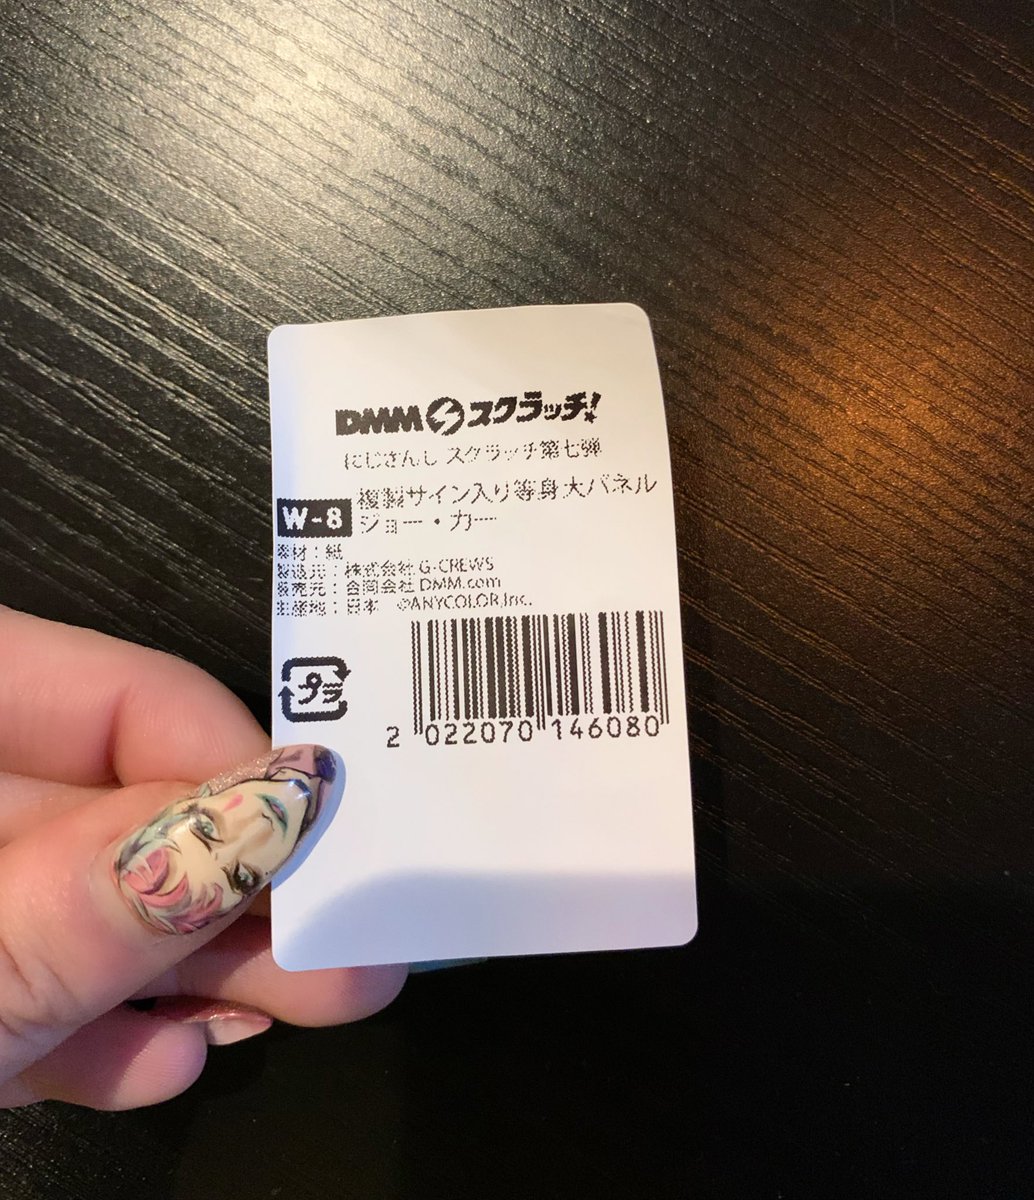 DMMスクラッチ!
にじさんじ スクラッチ第七弾
W-8
複製サイン入り等身大パネル
ジョー・力一
素材：紙
製造元：株式会社 G-CREWS
販売元：合同会社 DMM.com
主産地：日本 ©ANYCOLOR,Inc.
プラ
2 022070 146080